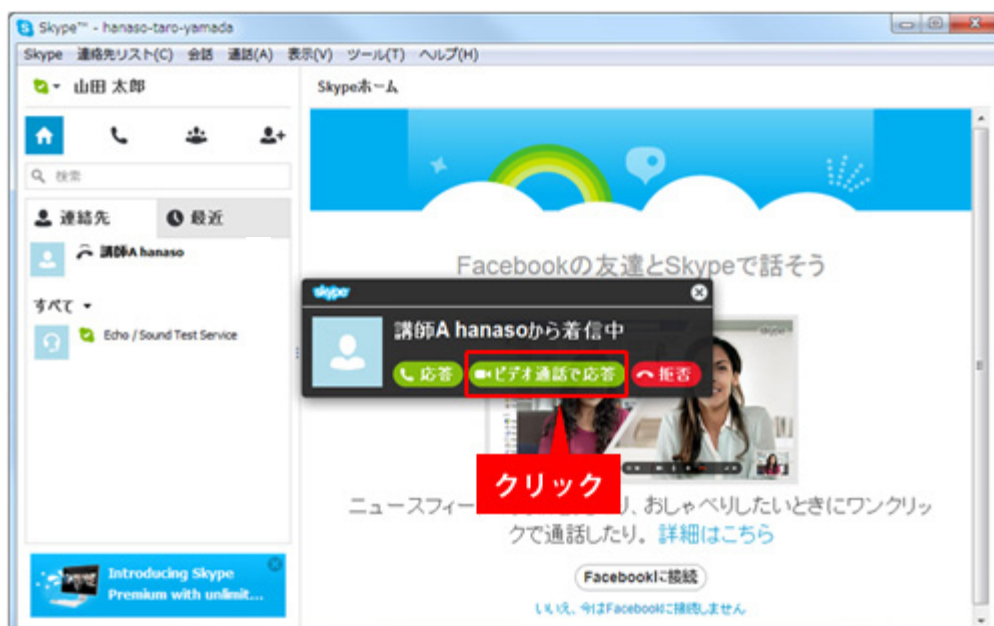 Skype™ - hanaso-taro-yamada
Skype 連絡先リスト(C) 会話 通話(A) 表示(V) ツール(T) ヘルプ(H)
山田 太郎
Skypeホーム
検索
連絡先
最近
講師A hanaso
すべて
Echo / Sound Test Service
Facebookの友達とSkypeで話そう
skype
講師A hanasoから着信中
応答
ビデオ通話で応答
拒否
skype
クリック
ニュースフィー
り、おしゃべりしたいときにワンクリッ
クで通話したり。詳細はこちら
Facebookに接続
いいえ、今はFacebookに接続しません
Introducing Skype
Premium with unlimit...